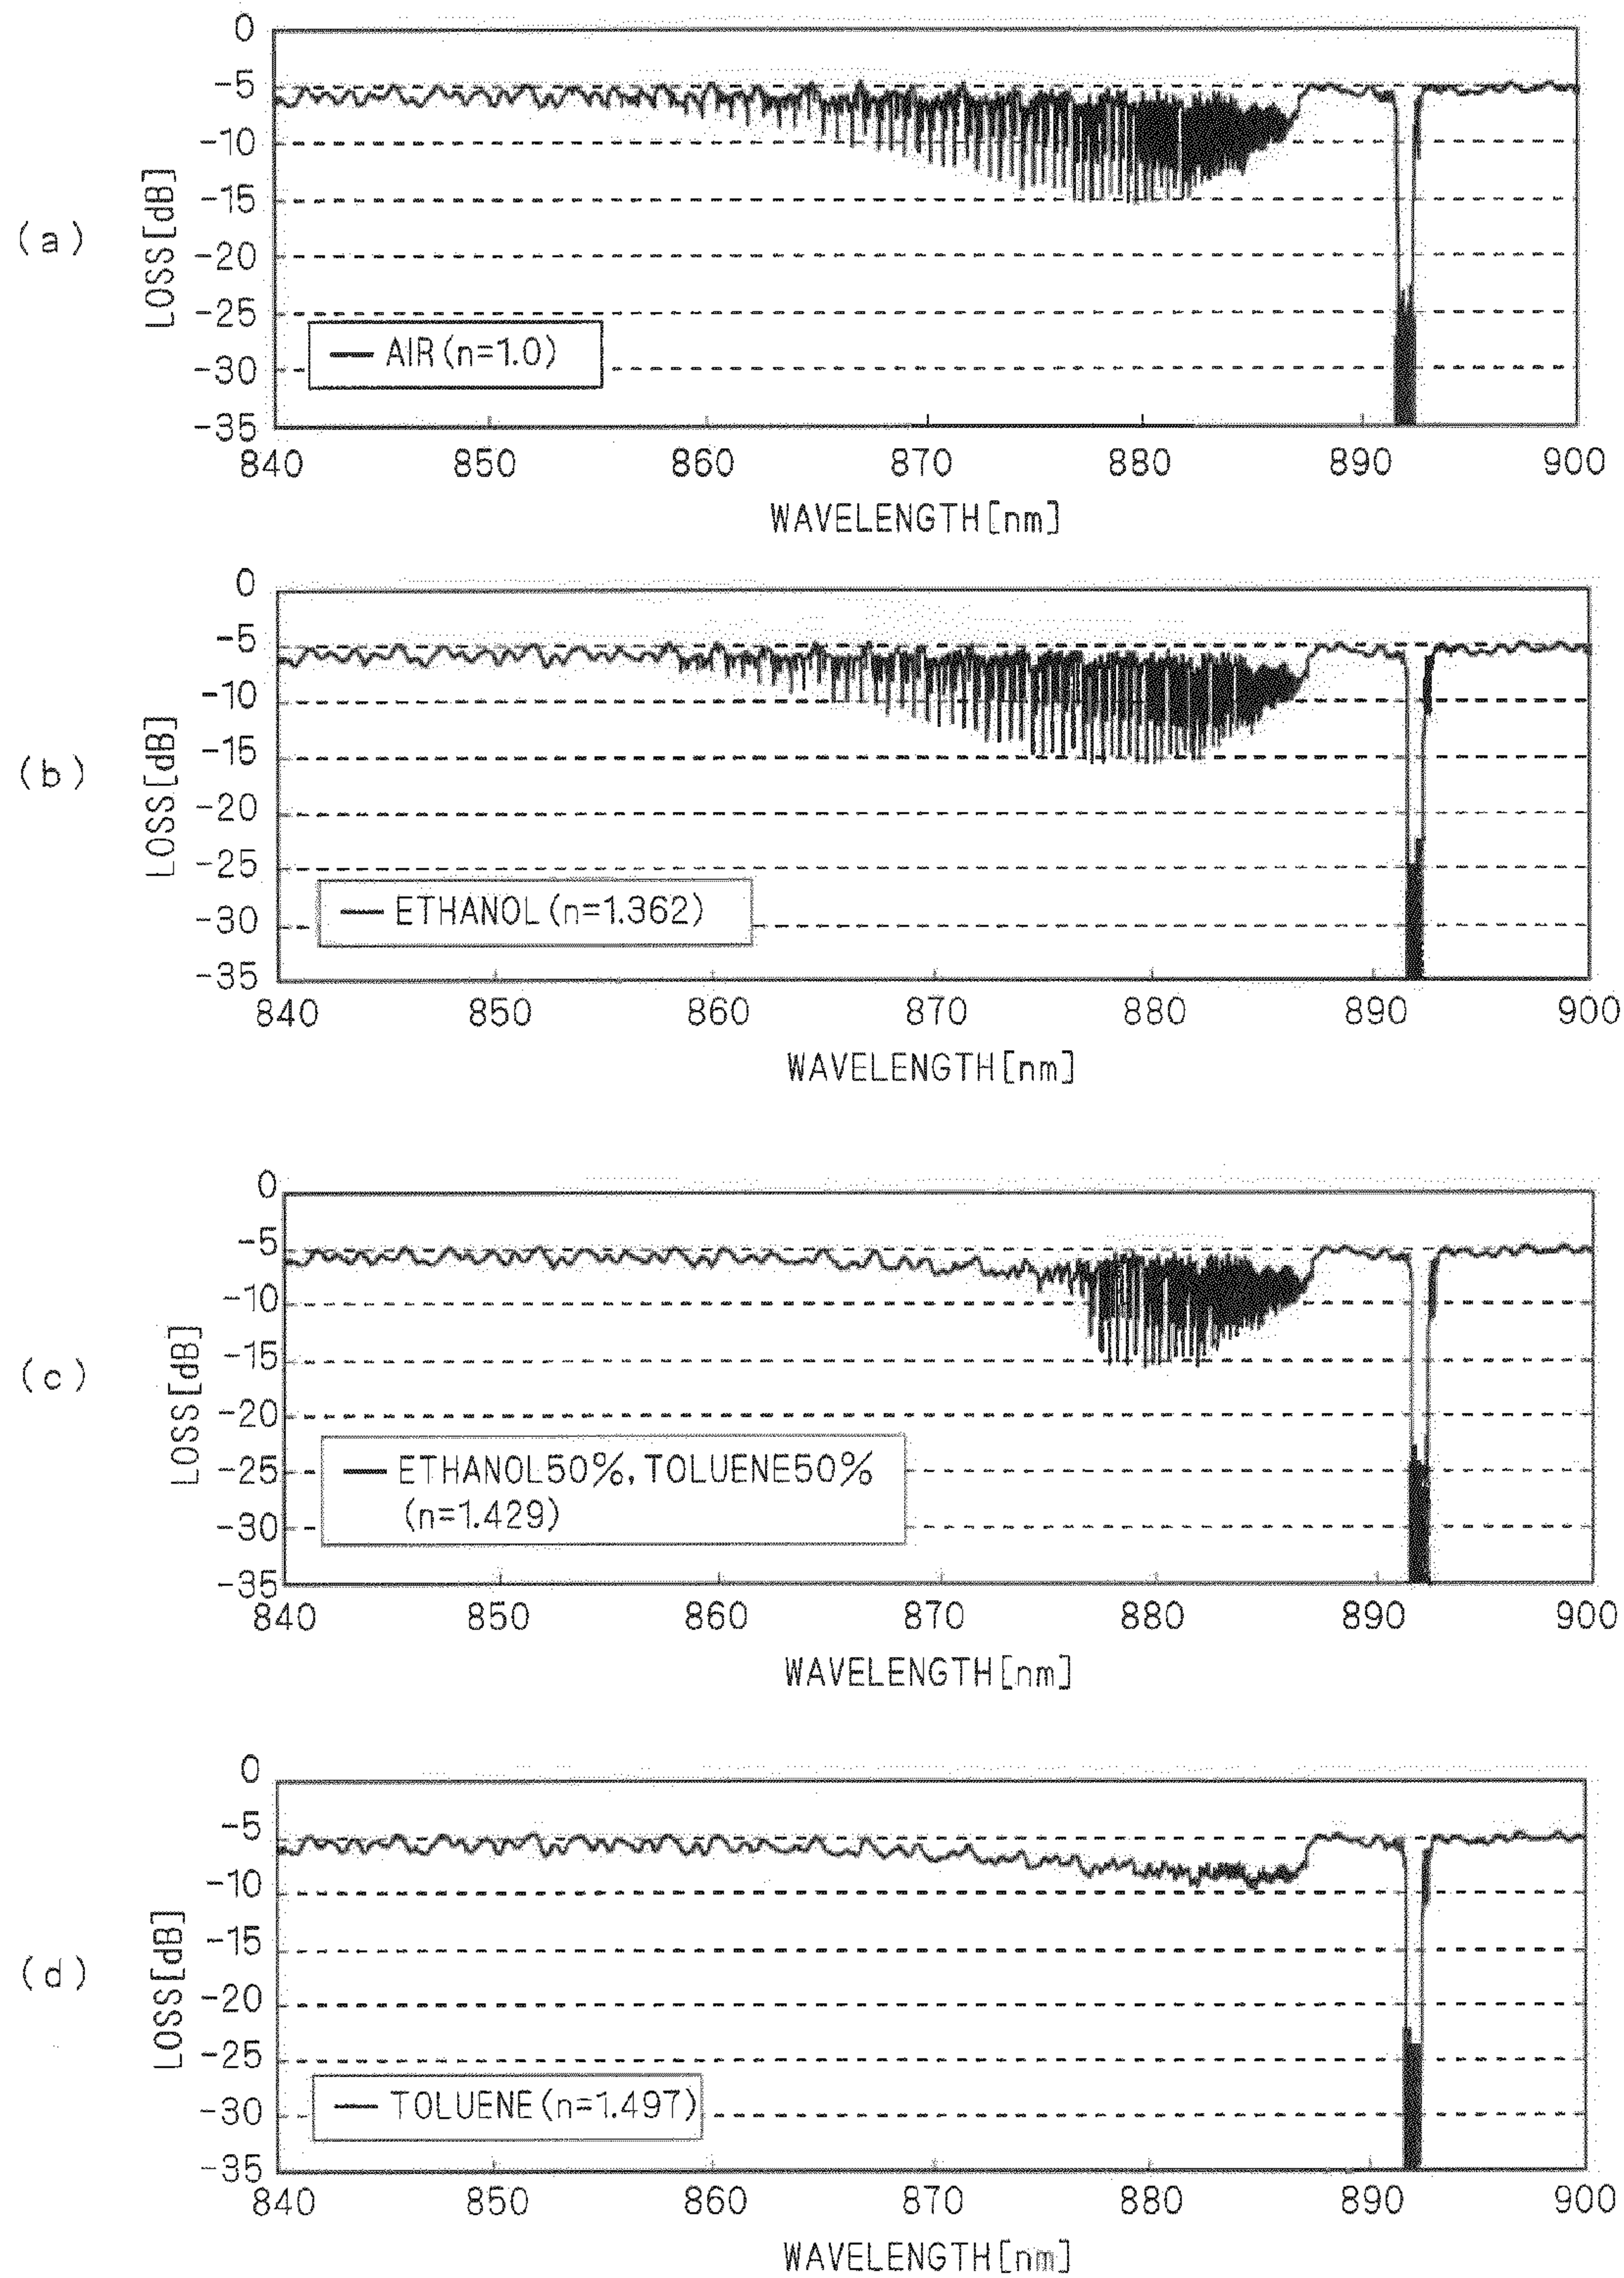 (a)
LOSS[dB]
0
-5
-10
-15
-20
-25
-30
-35
AIR(n=1.0)
840 850 860 870 880 890 900
WAVELENGTH[nm]
(b)
LOSS[dB]
0
-5
-10
-15
-20
-25
-30
-35
ETHANOL(n=1.362)
840 850 860 870 880 890 900
WAVELENGTH[nm]
(c)
LOSS[dB]
0
-5
-10
-15
-20
-25
-30
-35
ETHANOL50%, TOLUENE50%
(n=1.429)
840 850 860 870 880 890 900
WAVELENGTH[nm]
(d)
LOSS[dB]
0
-5
-10
-15
-20
-25
-30
-35
TOLUENE(n=1.497)
840 850 860 870 880 890 900
WAVELENGTH[nm]